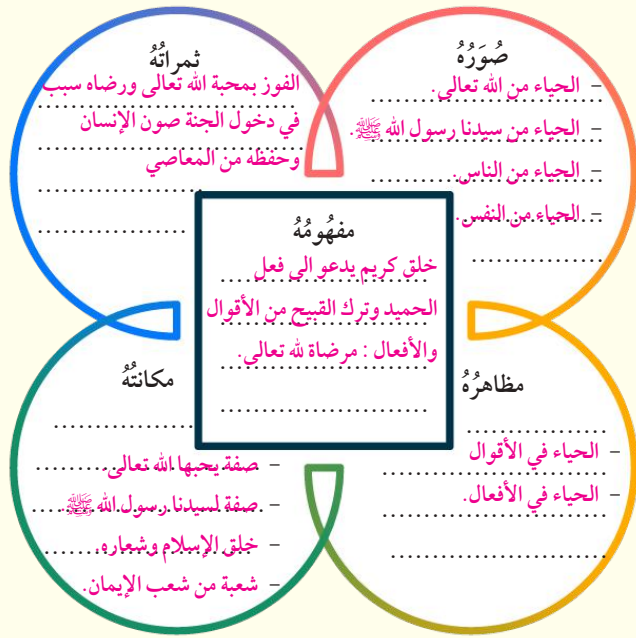 صُوَرُهُ
– الحياء من الله تعالى.
– الحياء من سيدنا رسول الله ﷺ.
– الحياء من الناس.
– الحياء من النفس.
ثمراتُهُ
الفوز بمحبة الله تعالى ورضاه سبب
في دخول الجنة صون الإنسان
وحفظه من المعاصي
مفهُومُهُ
خلق كريم يدعو الى فعل
الحميد وترك القبيح من الأقوال
والأفعال : مرضاة لله تعالى.
مظاهرُهُ
– الحياء في الأقوال
– الحياء في الأفعال.
مكانتُهُ
– صفة يحبها الله تعالى.
– صفة لسيدنا رسول الله ﷺ
– خلق الإسلام وشعاره.
– شعبة من شعب الإيمان.